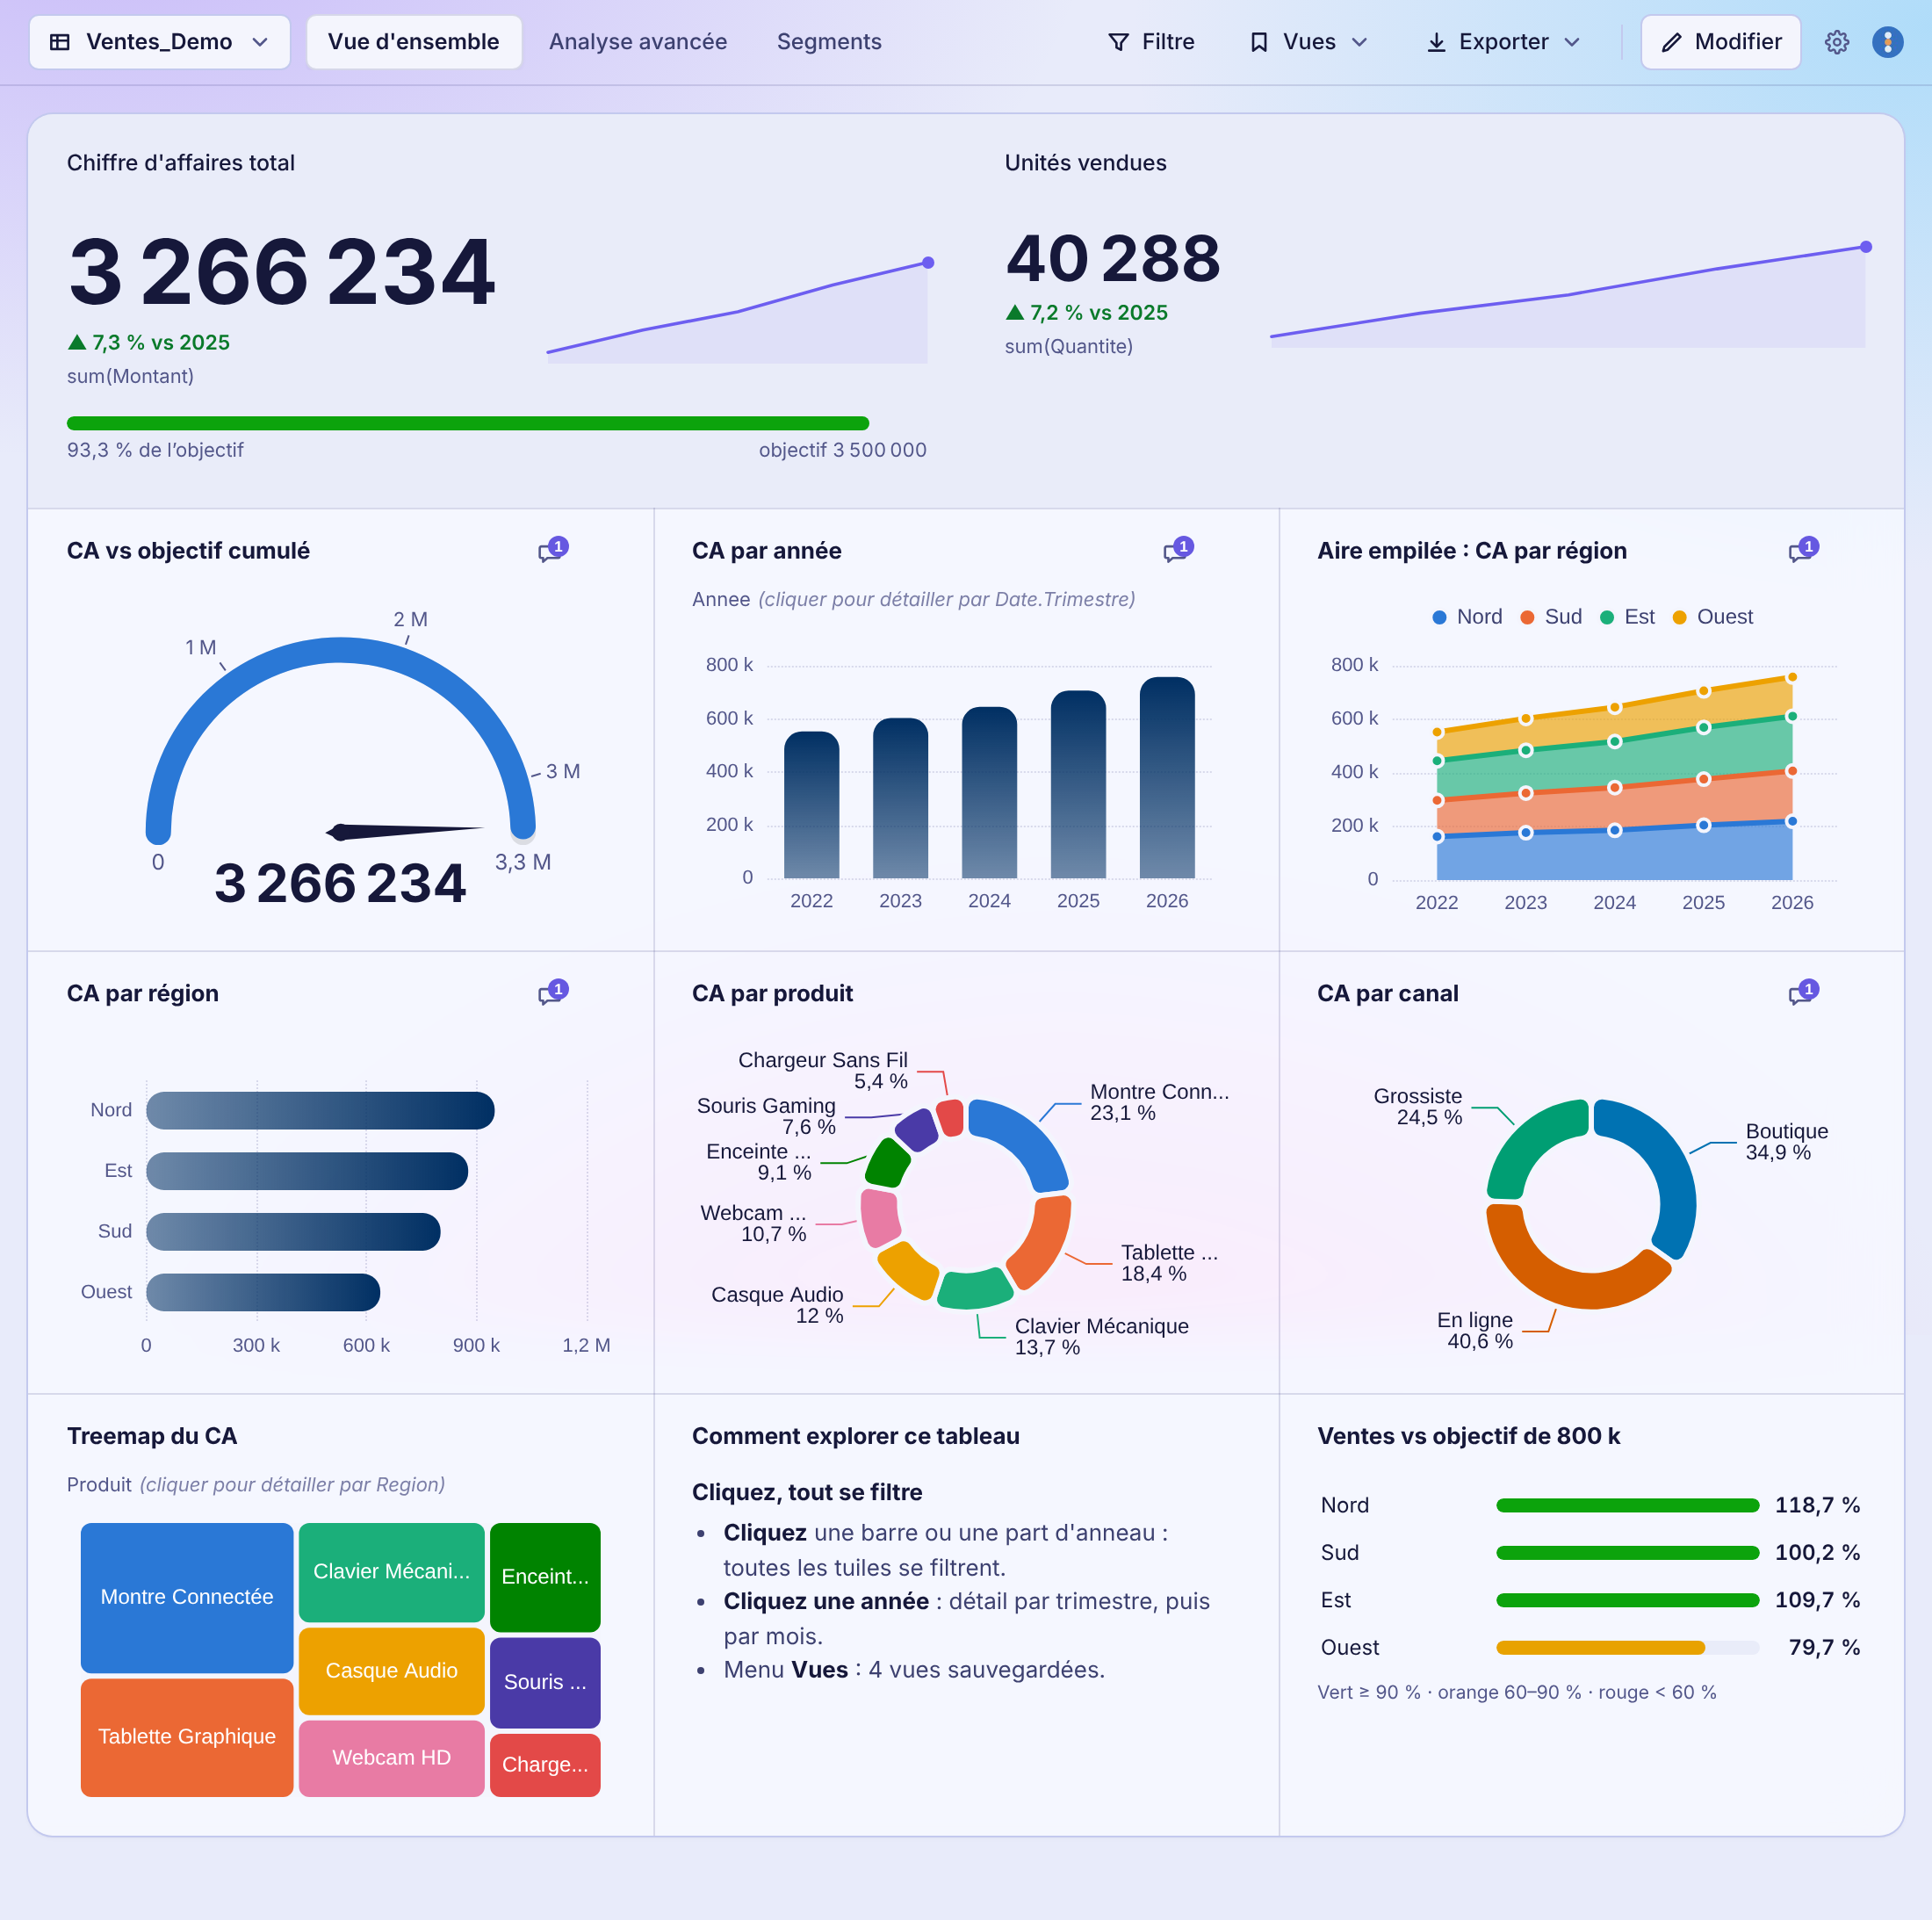 Ventes_Demo
Vue d'ensemble
Analyse avancée
Segments
Filtre
Vues
Exporter
Modifier
Chiffre d'affaires total
3 266 234
▲ 7,3 % vs 2025
sum(Montant)
93,3 % de l’objectif
objectif 3 500 000
Unités vendues
40 288
▲ 7,2 % vs 2025
sum(Quantite)
CA vs objectif cumulé
1
0
1 M
2 M
3 M
3,3 M
3 266 234
CA par année
1
Annee (cliquer pour détailler par Date.Trimestre)
800 k
600 k
400 k
200 k
0
2022
2023
2024
2025
2026
Aire empilée : CA par région
1
Nord
Sud
Est
Ouest
800 k
600 k
400 k
200 k
0
2022
2023
2024
2025
2026
CA par région
1
Nord
Est
Sud
Ouest
0
300 k
600 k
900 k
1,2 M
CA par produit
Chargeur Sans Fil
5,4 %
Souris Gaming
7,6 %
Enceinte ...
9,1 %
Webcam ...
10,7 %
Casque Audio
12 %
Montre Conn...
23,1 %
Tablette ...
18,4 %
Clavier Mécanique
13,7 %
CA par canal
1
Grossiste
24,5 %
Boutique
34,9 %
En ligne
40,6 %
Treemap du CA
Produit (cliquer pour détailler par Region)
Montre Connectée
Tablette Graphique
Clavier Mécani...
Casque Audio
Webcam HD
Enceint...
Souris ...
Charge...
Comment explorer ce tableau
Cliquez, tout se filtre
• Cliquez une barre ou une part d'anneau :
toutes les tuiles se filtrent.
• Cliquez une année : détail par trimestre, puis
par mois.
• Menu Vues : 4 vues sauvegardées.
Ventes vs objectif de 800 k
Nord 118,7 %
Sud 100,2 %
Est 109,7 %
Ouest 79,7 %
Vert ≥ 90 % · orange 60–90 % · rouge < 60 %